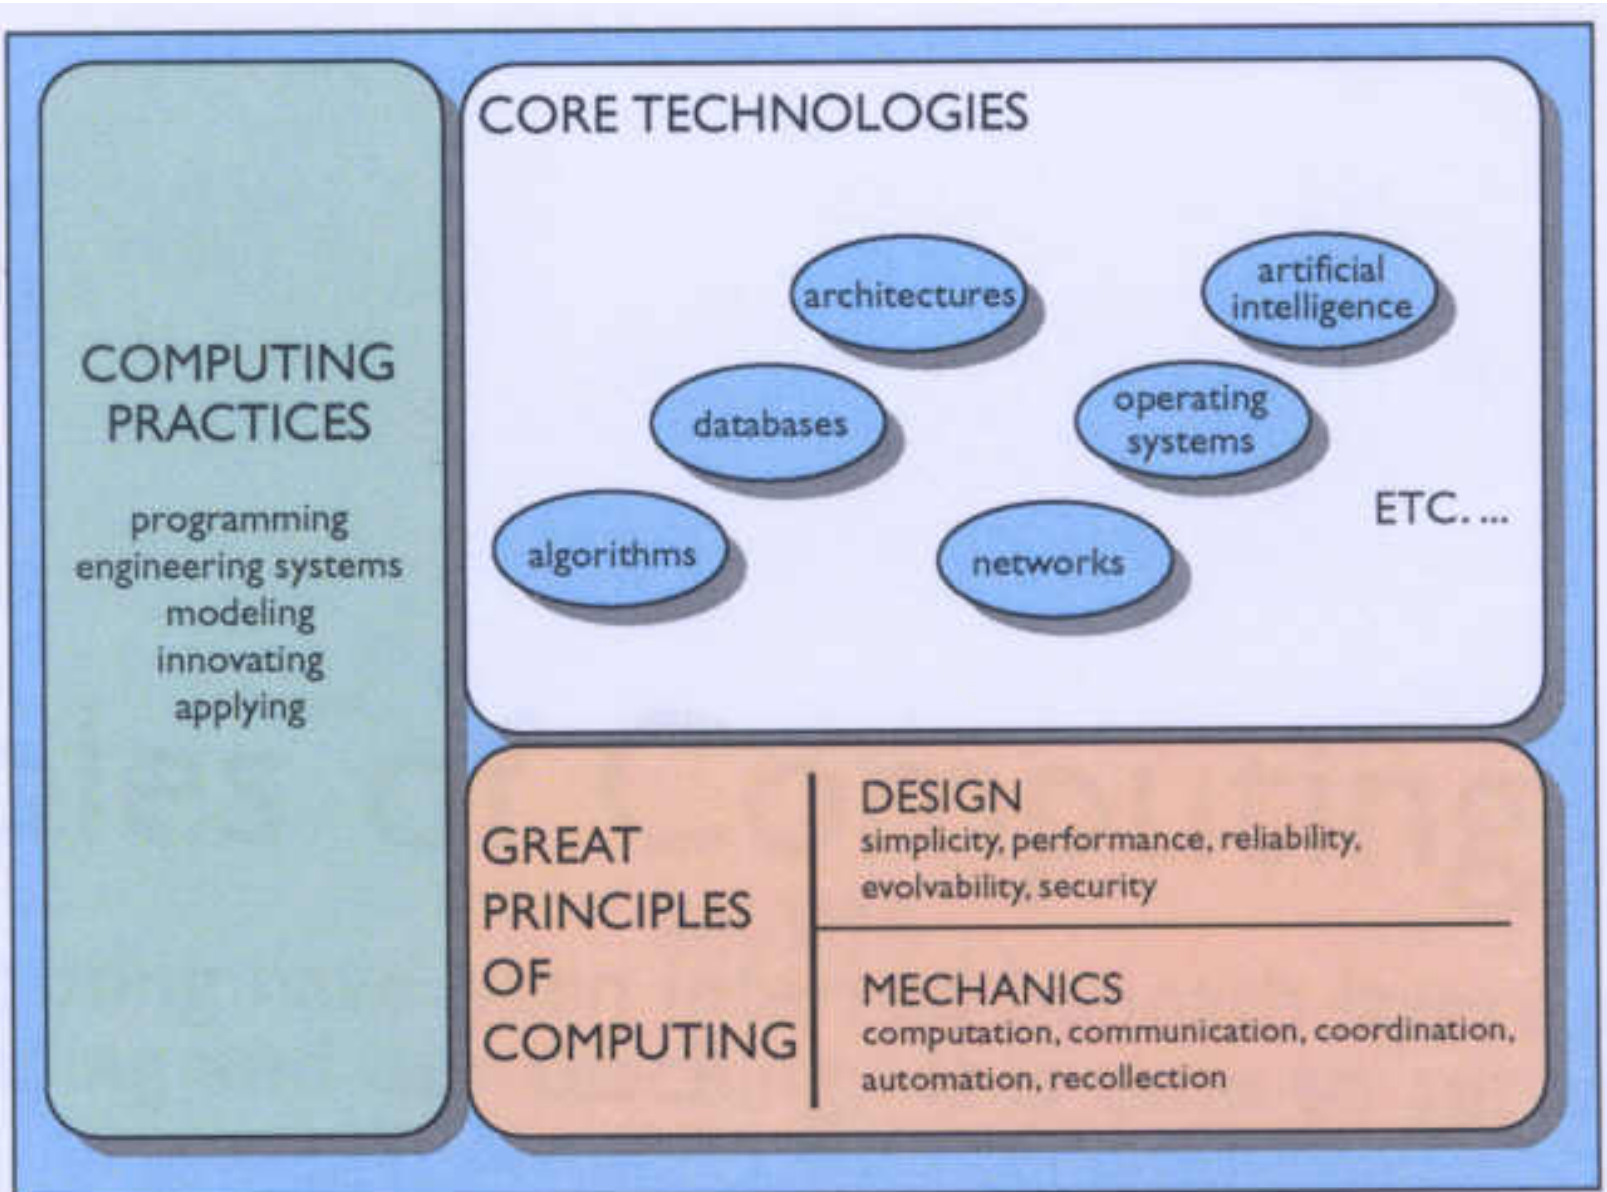 COMPUTING
PRACTICES
programming
engineering systems
modeling
innovating
applying
CORE TECHNOLOGIES
architectures
artificial
intelligence
databases
operating
systems
algorithms
networks
ETC. ...
GREAT
PRINCIPLES
OF
COMPUTING
DESIGN
simplicity, performance, reliability,
evolvability, security
MECHANICS
computation, communication, coordination,
automation, recollection